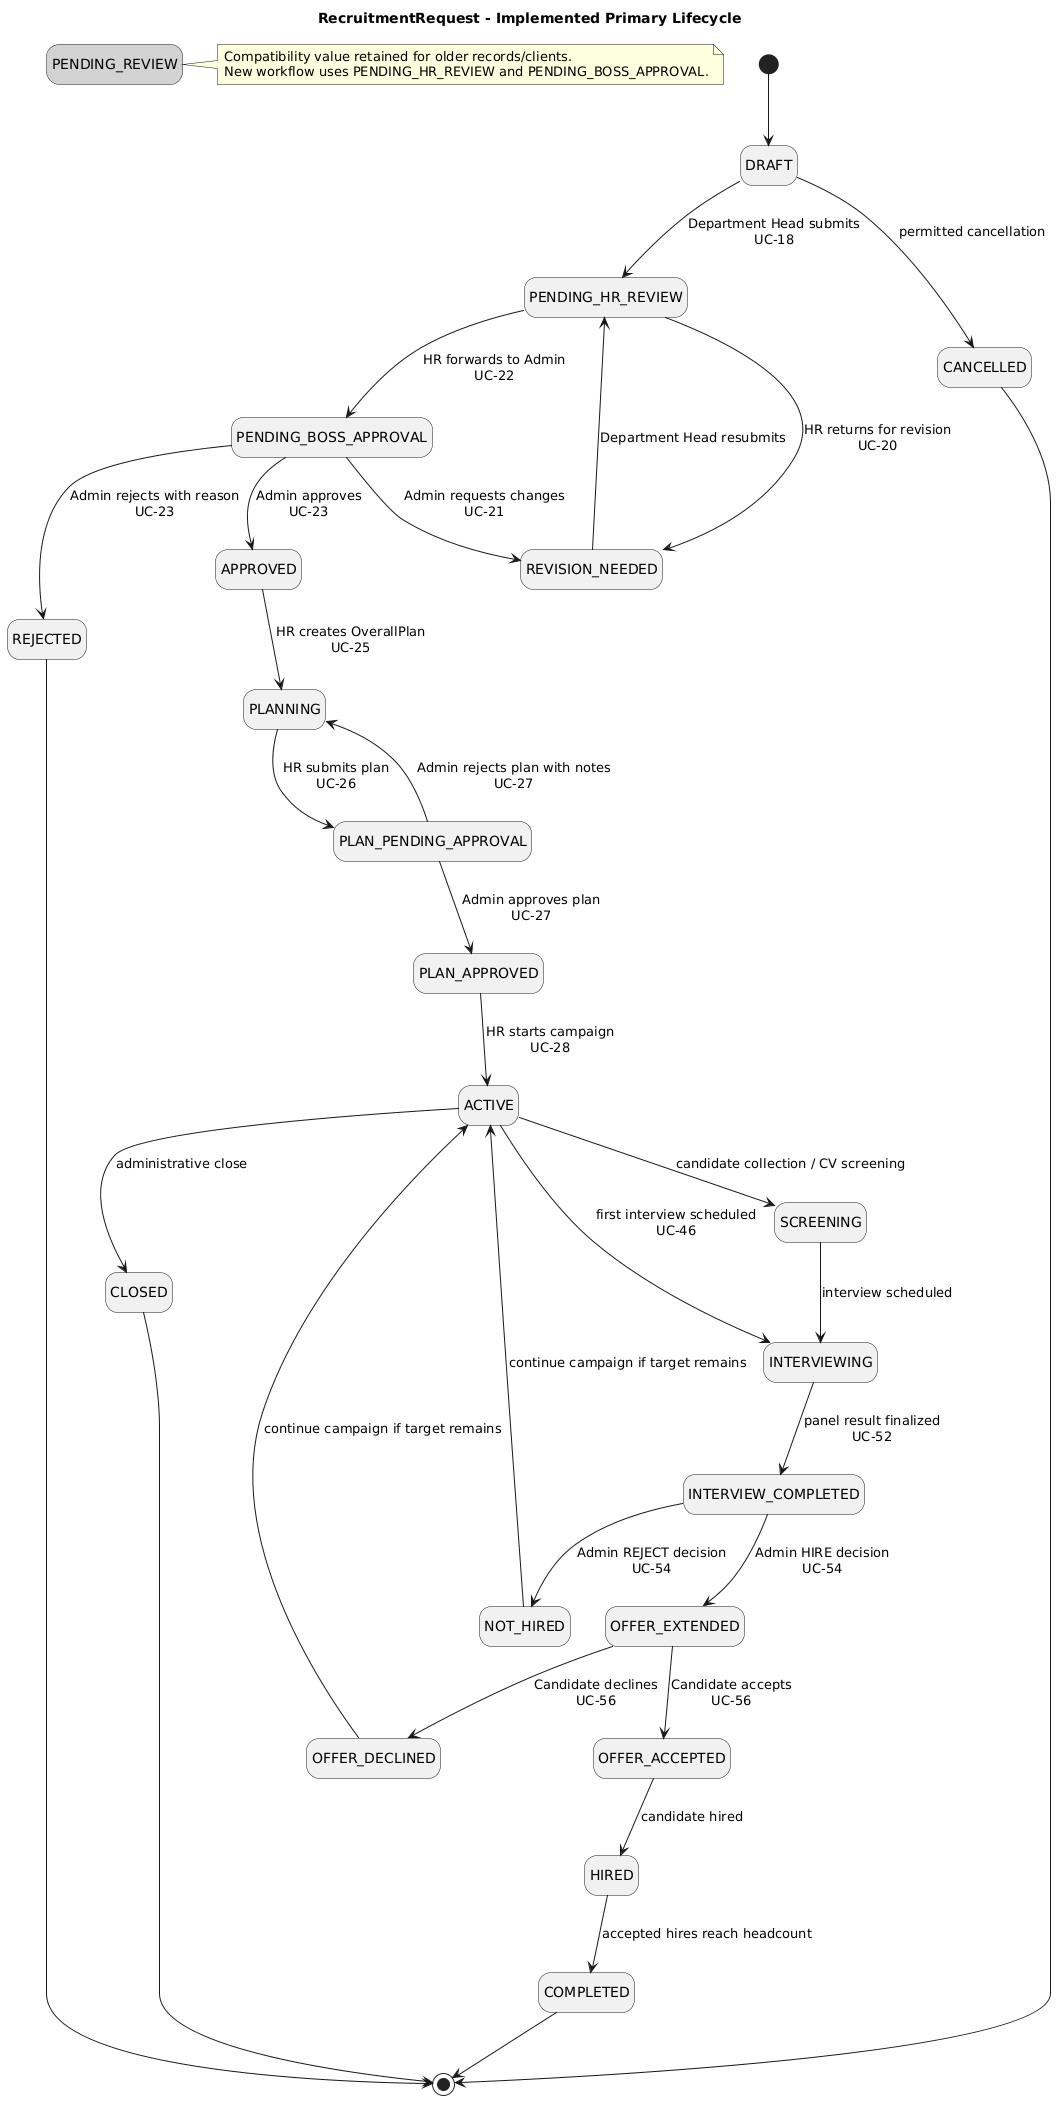 RecruitmentRequest - Implemented Primary Lifecycle
PENDING_REVIEW
Compatibility value retained for older records/clients.
New workflow uses PENDING_HR_REVIEW and PENDING_BOSS_APPROVAL.
DRAFT
Department Head submits
UC-18
permitted cancellation
PENDING_HR_REVIEW
CANCELLED
HR forwards to Admin
UC-22
PENDING_BOSS_APPROVAL
Department Head resubmits
HR returns for revision
UC-20
Admin rejects with reason
UC-23
Admin approves
UC-23
Admin requests changes
UC-21
APPROVED
REVISION_NEEDED
REJECTED
HR creates OverallPlan
UC-25
PLANNING
HR submits plan
UC-26
Admin rejects plan with notes
UC-27
PLAN_PENDING_APPROVAL
Admin approves plan
UC-27
PLAN_APPROVED
HR starts campaign
UC-28
ACTIVE
administrative close
candidate collection / CV screening
first interview scheduled
UC-46
SCREENING
CLOSED
interview scheduled
INTERVIEWING
continue campaign if target remains
continue campaign if target remains
panel result finalized
UC-52
INTERVIEW_COMPLETED
Admin REJECT decision
UC-54
Admin HIRE decision
UC-54
NOT_HIRED
OFFER_EXTENDED
Candidate declines
UC-56
Candidate accepts
UC-56
OFFER_DECLINED
OFFER_ACCEPTED
candidate hired
HIRED
accepted hires reach headcount
COMPLETED